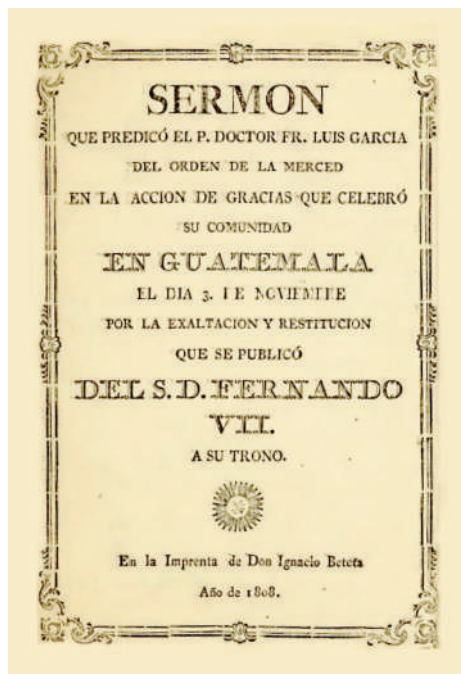 SERMON
QUE PREDICÓ EL P. DOCTOR FR. LUIS GARCIA
DEL ORDEN DE LA MERCED
EN LA ACCION DE GRACIAS QUE CELEBRÓ
SU COMUNIDAD
EN GUATEMALA
EL DIA 3. DE NOVIEMBRE
POR LA EXALTACION Y RESTITUCION
QUE SE PUBLICÓ
DEL S. D. FERNANDO
VII.
A SU TRONO.
En la Imprenta de Don Ignacio Beteta
Año de 1808.